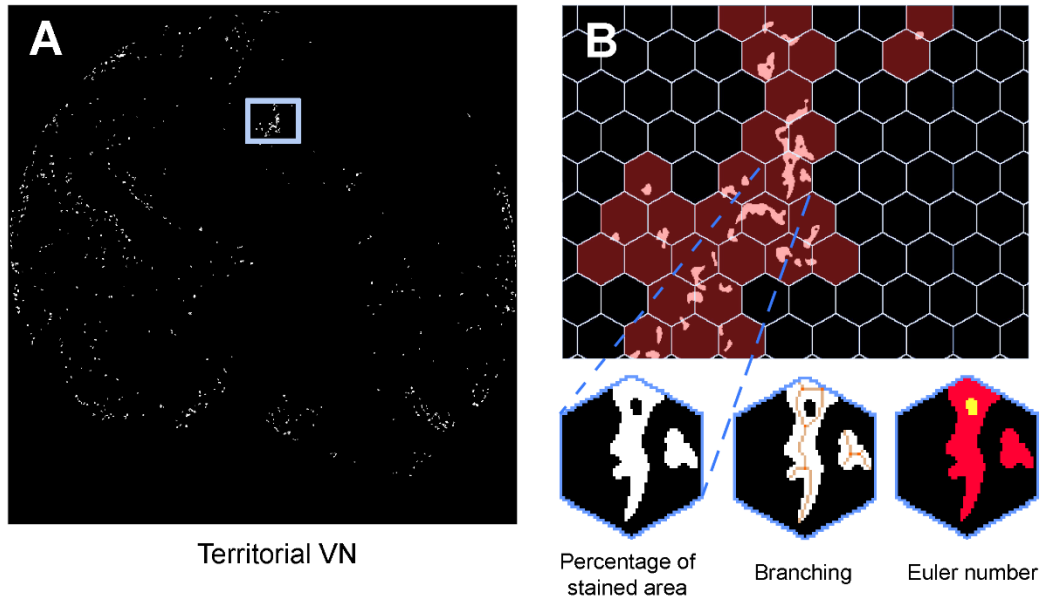 A
B
Territorial VN
Percentage of
stained area
Branching
Euler number